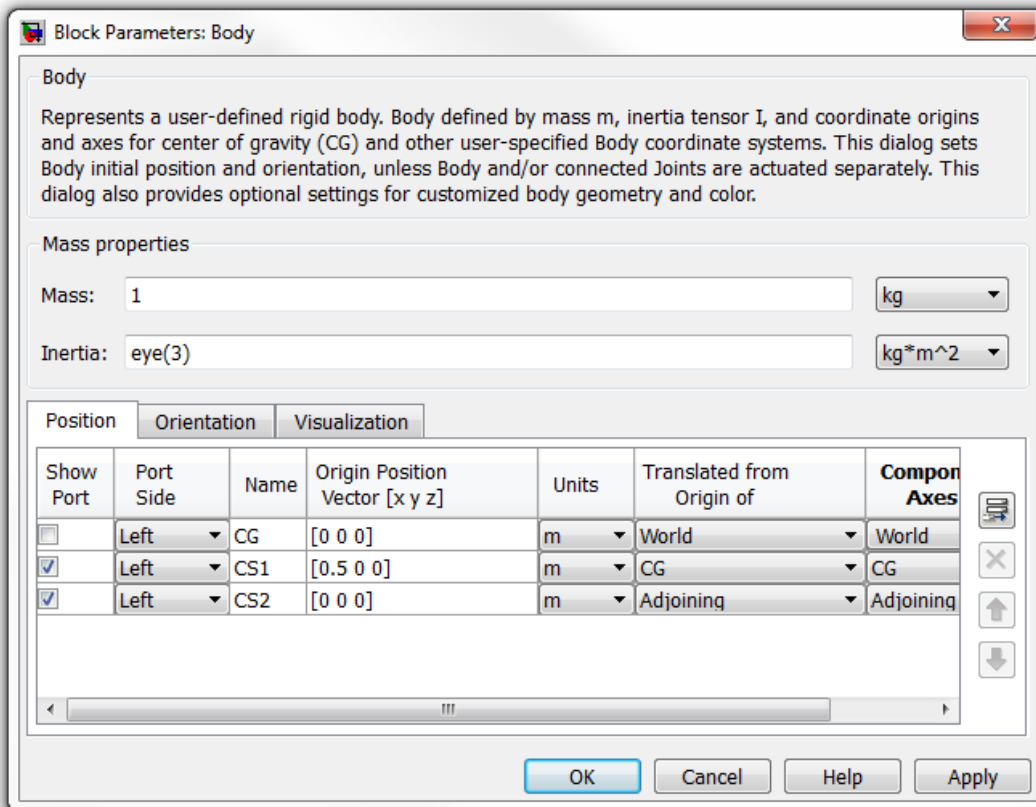 Block Parameters: Body
Body
Represents a user-defined rigid body. Body defined by mass m, inertia tensor I, and coordinate origins
and axes for center of gravity (CG) and other user-specified Body coordinate systems. This dialog sets
Body initial position and orientation, unless Body and/or connected Joints are actuated separately. This
dialog also provides optional settings for customized body geometry and color.
Mass properties
Mass: 1 kg
Inertia: eye(3) kg*m^2
Position Orientation Visualization
Show Port Origin Position Translated from Compon
Port Side Name Vector [x y z] Units Origin of Axes
Left CG [0 0 0] m World World
Left CS1 [0.5 0 0] m CG CG
Left CS2 [0 0 0] m Adjoining Adjoining
OK Cancel Help Apply